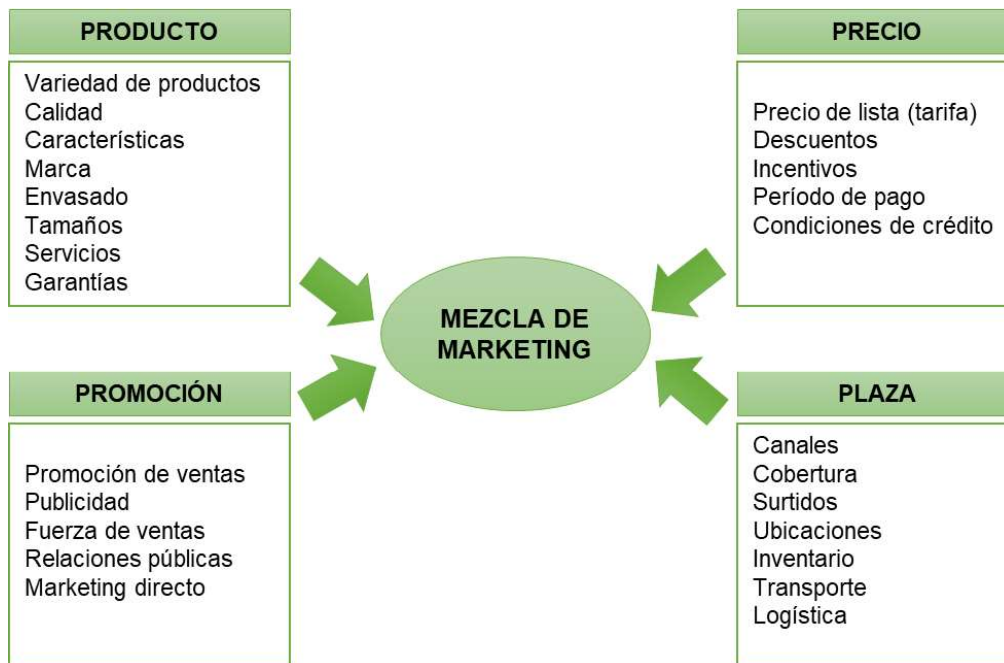 PRODUCTO
Variedad de productos
Calidad
Características
Marca
Envasado
Tamaños
Servicios
Garantías
PRECIO
Precio de lista (tarifa)
Descuentos
Incentivos
Período de pago
Condiciones de crédito
MEZCLA DE
MARKETING
PROMOCIÓN
Promoción de ventas
Publicidad
Fuerza de ventas
Relaciones públicas
Marketing directo
PLAZA
Canales
Cobertura
Surtidos
Ubicaciones
Inventario
Transporte
Logística